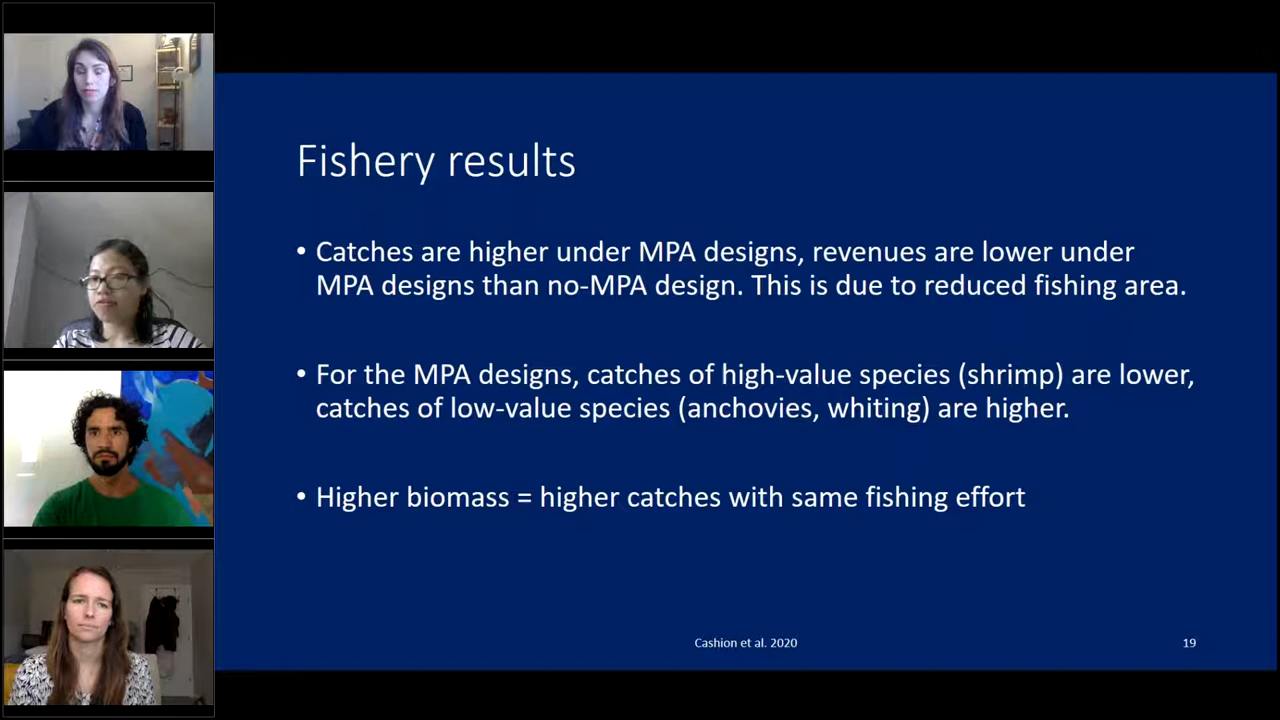 Fishery results
• Catches are higher under MPA designs, revenues are lower under
MPA designs than no-MPA design. This is due to reduced fishing area.
• For the MPA designs, catches of high-value species (shrimp) are lower,
catches of low-value species (anchovies, whiting) are higher.
• Higher biomass = higher catches with same fishing effort
Cashion et al. 2020
19